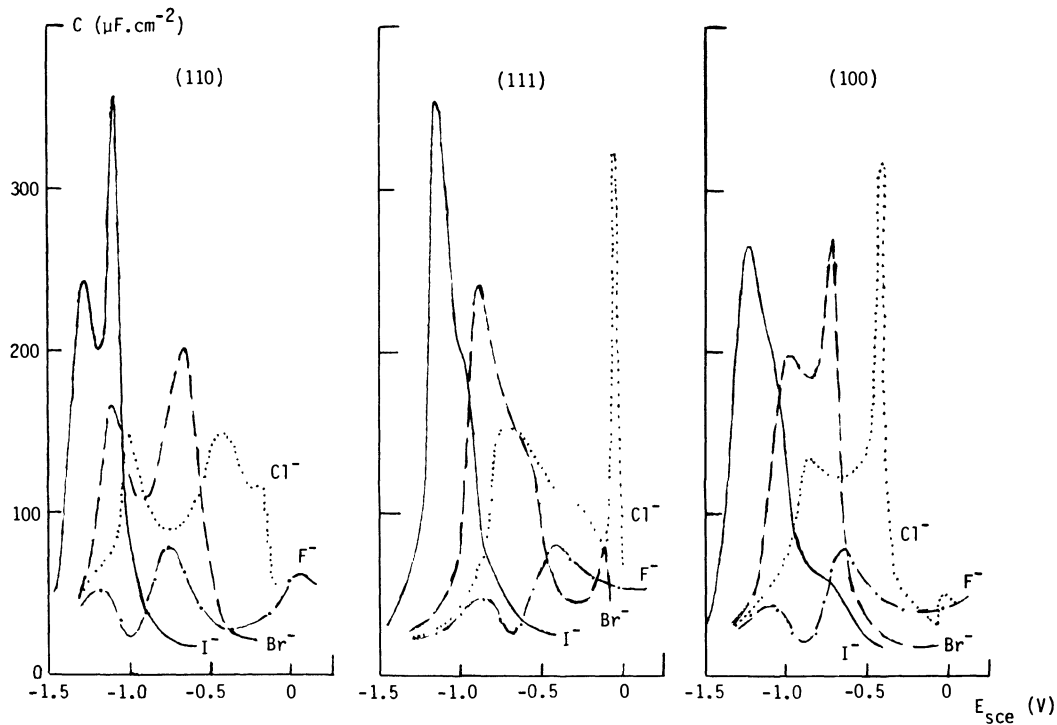 C (μF.cm⁻²)
(110)
(111)
(100)
300
200
100
0
Cl⁻
F⁻
I⁻
Br⁻
Cl⁻
F⁻
Br⁻
I⁻
Cl⁻
F⁻
Br⁻
I⁻
-1.5 -1.0 -0.5 0
-1.5 -1.0 -0.5 0
-1.5 -1.0 -0.5 0
E_sce (V)